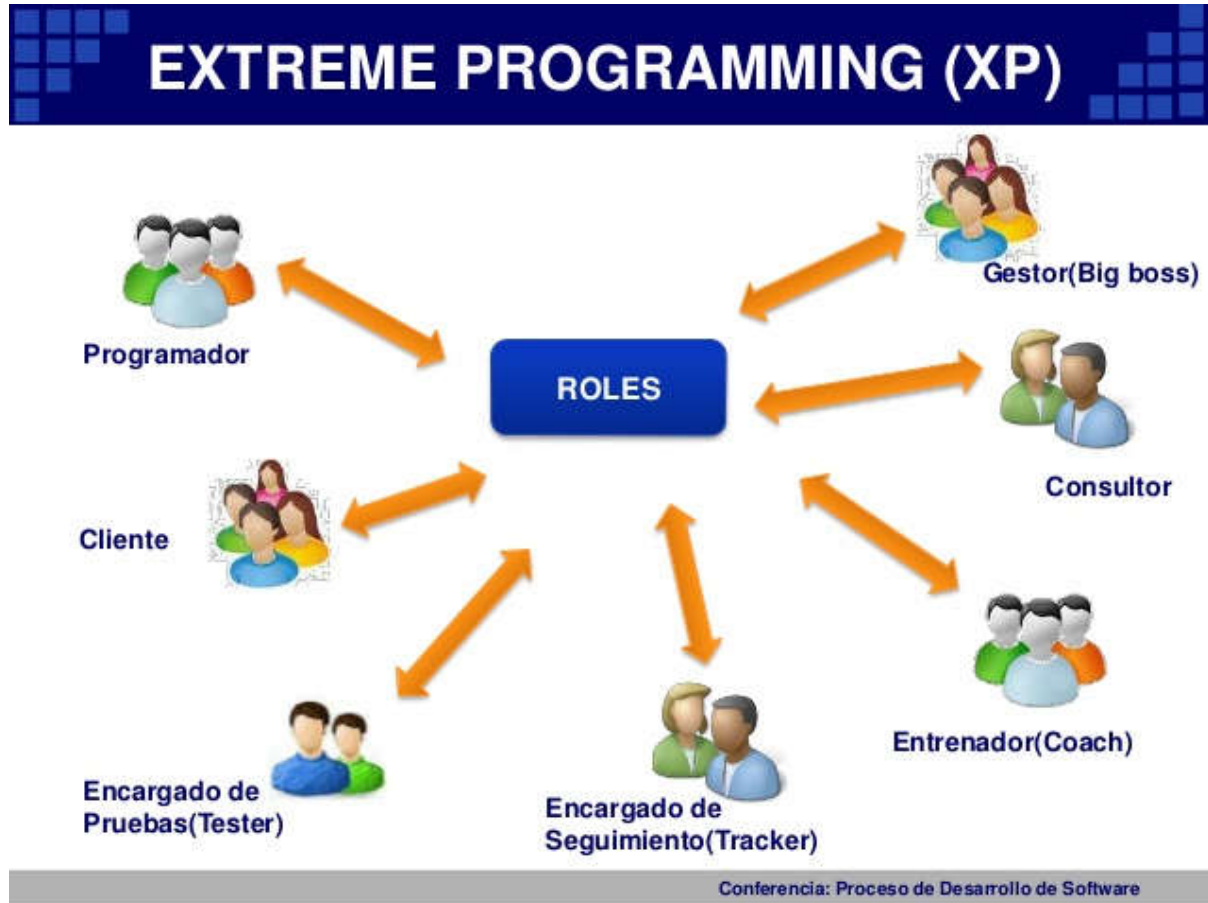 EXTREME PROGRAMMING (XP)
Gestor(Big boss)
Programador
ROLES
Consultor
Cliente
Entrenador(Coach)
Encargado de
Pruebas(Tester)
Encargado de
Seguimiento(Tracker)
Conferencia: Proceso de Desarrollo de Software